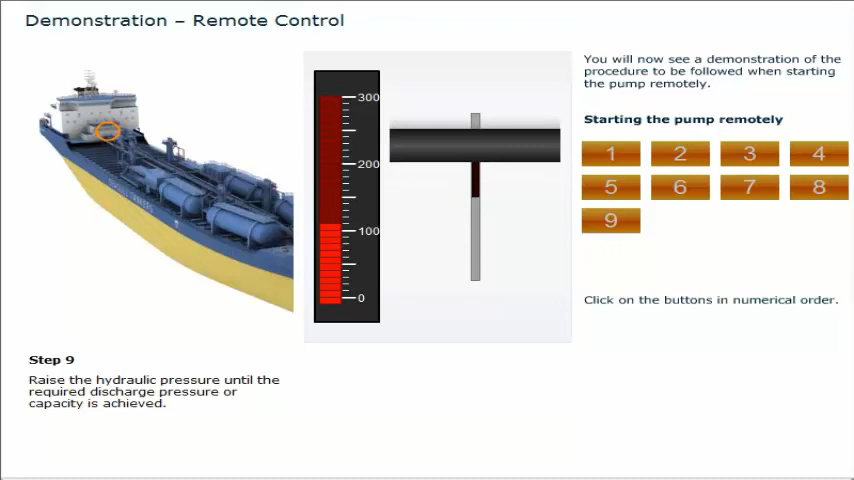 Demonstration – Remote Control
You will now see a demonstration of the
procedure to be followed when starting
the pump remotely.
Starting the pump remotely
1 2 3 4
5 6 7 8
9
Click on the buttons in numerical order.
300
200
100
0
Step 9
Raise the hydraulic pressure until the
required discharge pressure or
capacity is achieved.